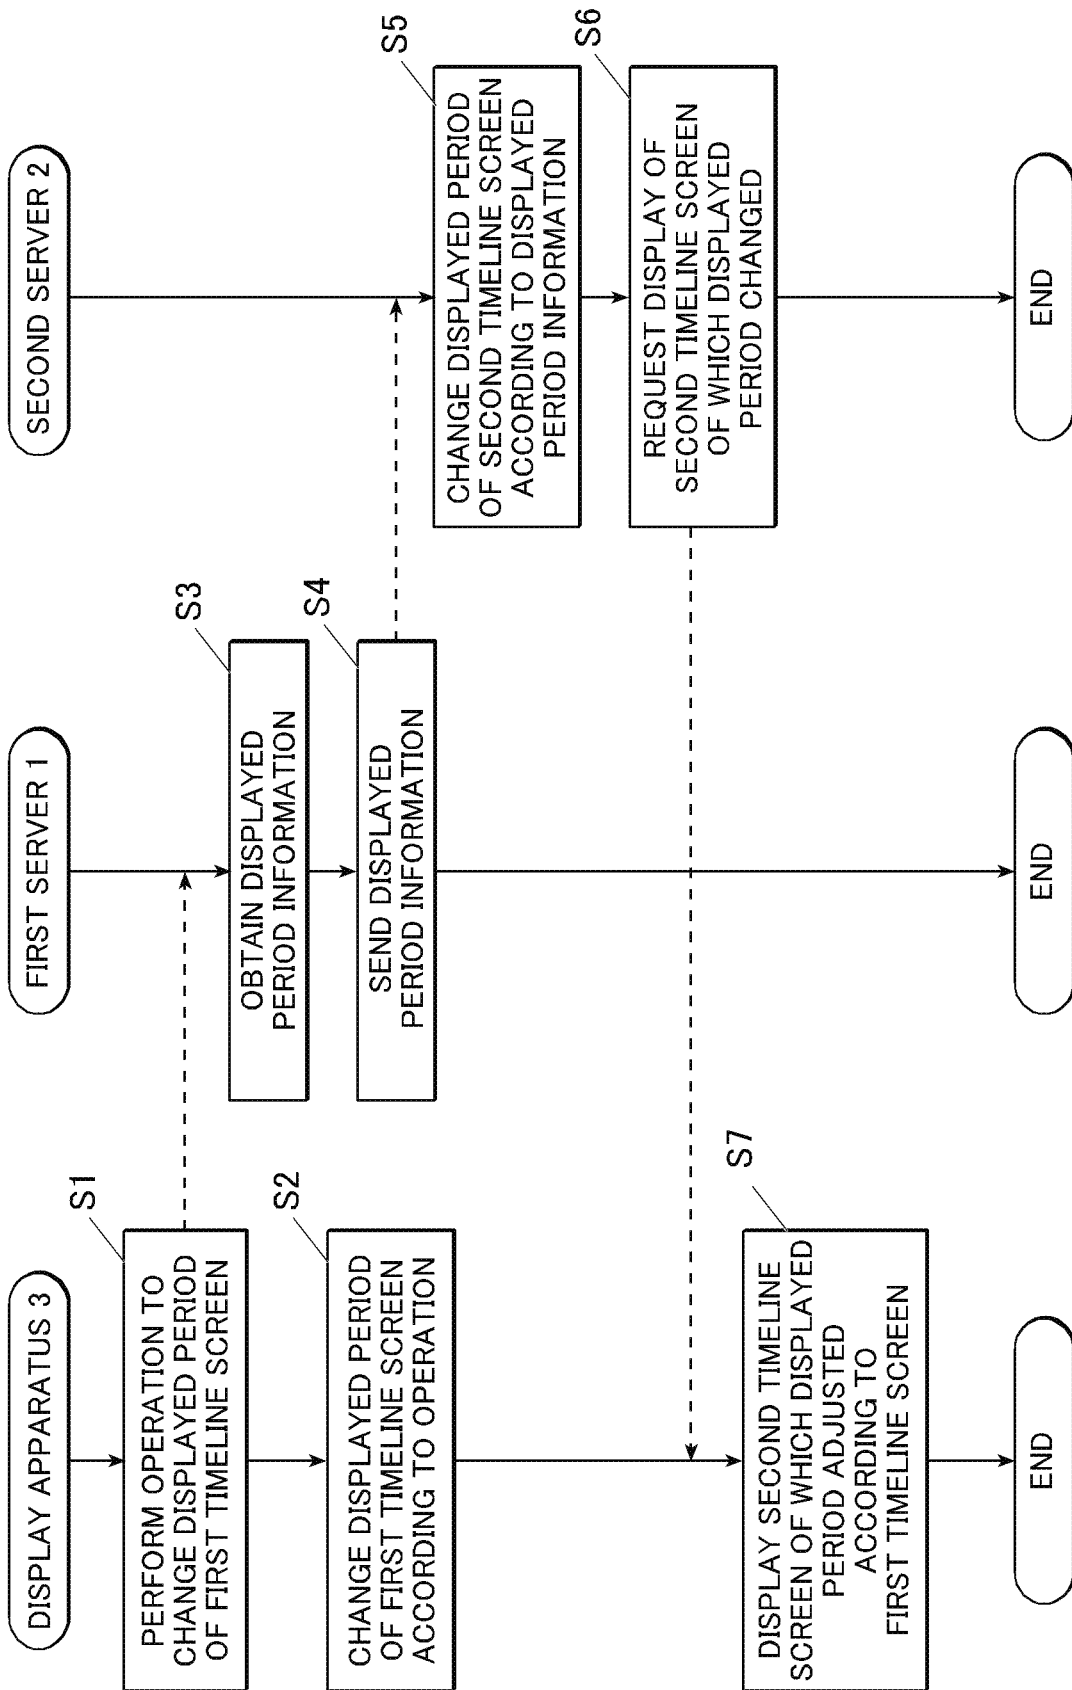 DISPLAY APPARATUS 3
S1
PERFORM OPERATION TO
CHANGE DISPLAYED PERIOD
OF FIRST TIMELINE SCREEN
S2
CHANGE DISPLAYED PERIOD
OF FIRST TIMELINE SCREEN
ACCORDING TO OPERATION
S7
DISPLAY SECOND TIMELINE
SCREEN OF WHICH DISPLAYED
PERIOD ADJUSTED
ACCORDING TO
FIRST TIMELINE SCREEN
END
FIRST SERVER 1
S3
OBTAIN DISPLAYED
PERIOD INFORMATION
S4
SEND DISPLAYED
PERIOD INFORMATION
END
SECOND SERVER 2
S5
CHANGE DISPLAYED PERIOD
OF SECOND TIMELINE SCREEN
ACCORDING TO DISPLAYED
PERIOD INFORMATION
S6
REQUEST DISPLAY OF
SECOND TIMELINE SCREEN
OF WHICH DISPLAYED
PERIOD CHANGED
END